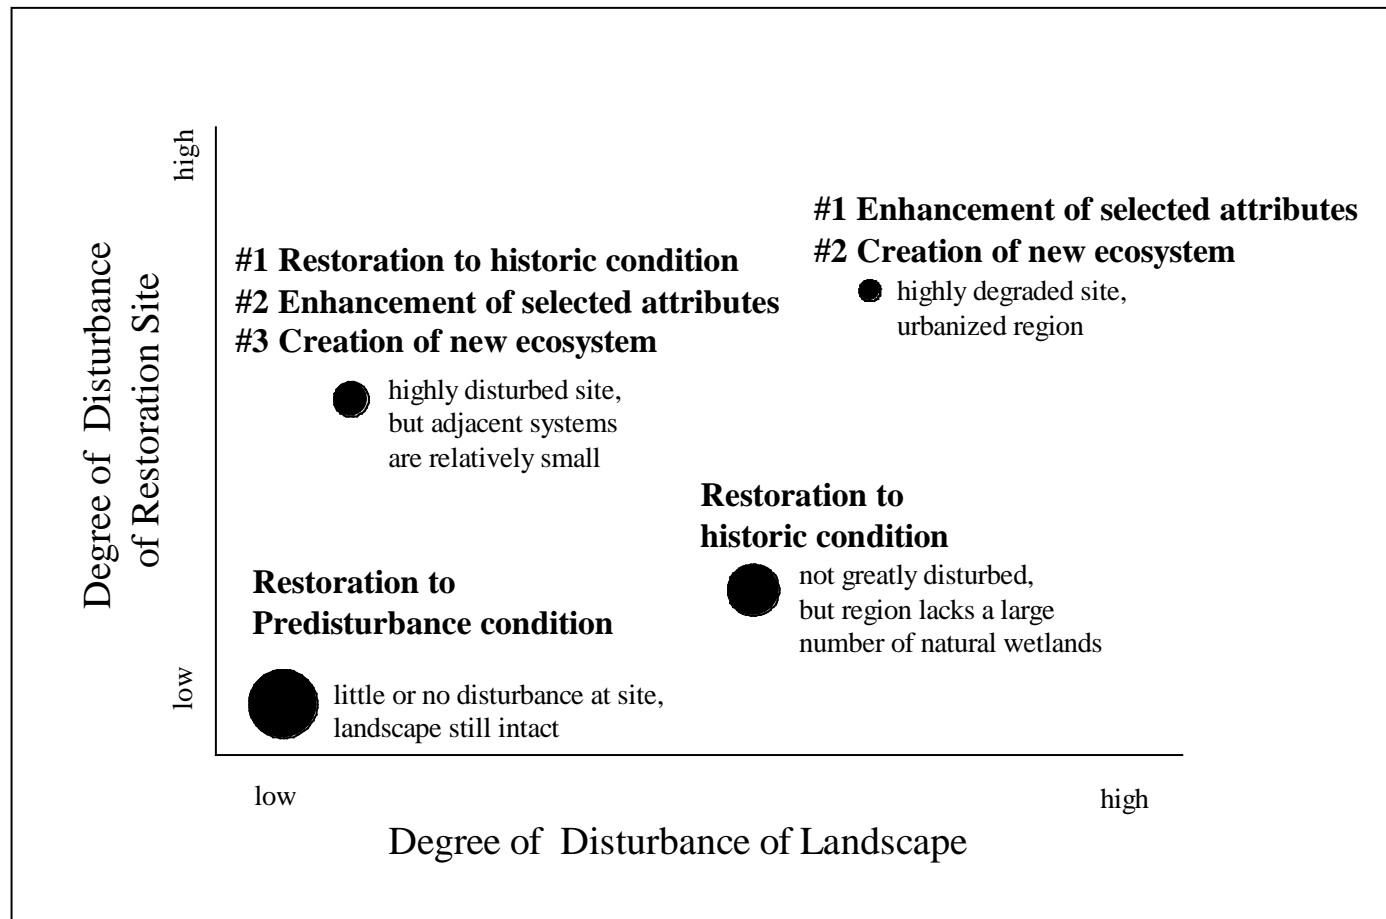 high
Degree of Disturbance
of Restoration Site
low
#1 Restoration to historic condition
#2 Enhancement of selected attributes
#3 Creation of new ecosystem
highly disturbed site,
but adjacent systems
are relatively small
#1 Enhancement of selected attributes
#2 Creation of new ecosystem
highly degraded site,
urbanized region
Restoration to
Predisturbance condition
little or no disturbance at site,
landscape still intact
Restoration to
historic condition
not greatly disturbed,
but region lacks a large
number of natural wetlands
low
high
Degree of Disturbance of Landscape